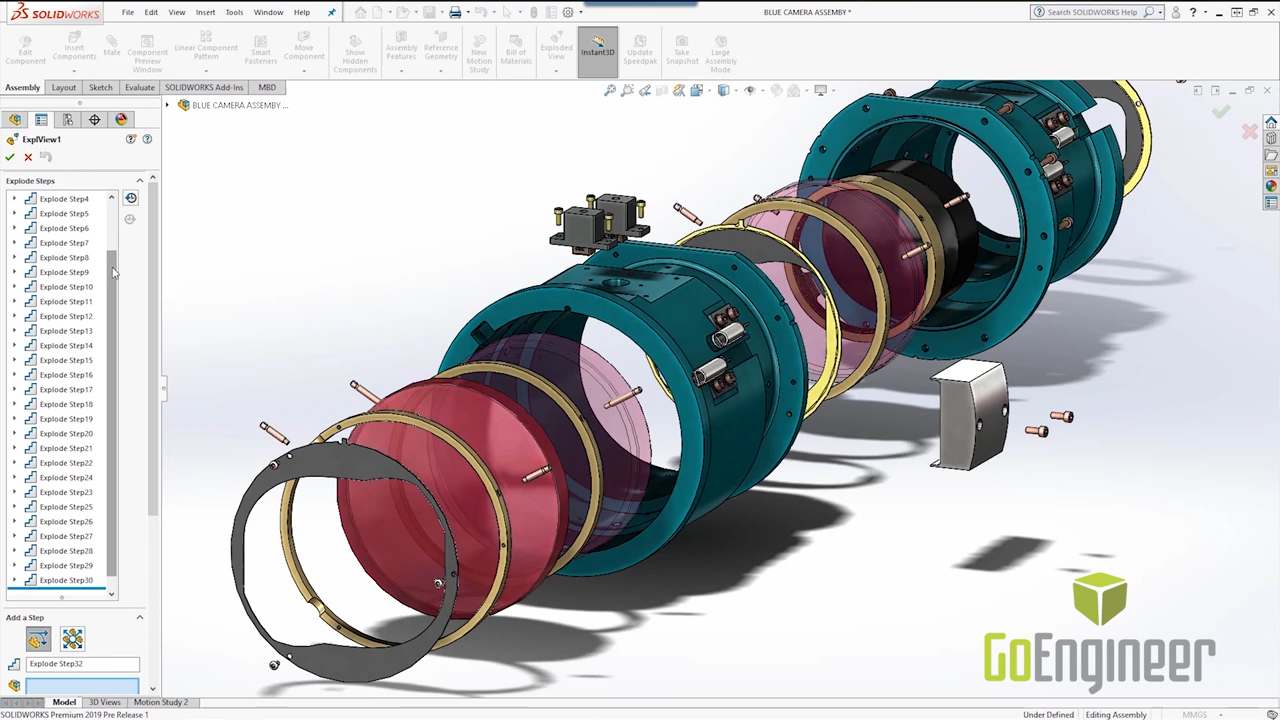 SOLIDWORKS File Edit View Insert Tools Window Help BLUE CAMERA ASSEMBY * Search SOLIDWORKS Help ?
Edit Component
Insert Components
Mate
Component Preview Window
Linear Component Pattern
Smart Fasteners
Move Component
Show Hidden Components
Assembly Features
Reference Geometry
New Motion Study
Bill of Materials
Exploded View
Instant3D
Update Speedpak
Take Snapshot
Large Assembly Mode
Assembly Layout Sketch Evaluate SOLIDWORKS Add-Ins MBD
BLUE CAMERA ASSEMBY ...
ExplView1
Explode Steps
Explode Step4
Explode Step5
Explode Step6
Explode Step7
Explode Step8
Explode Step9
Explode Step10
Explode Step11
Explode Step12
Explode Step13
Explode Step14
Explode Step15
Explode Step16
Explode Step17
Explode Step18
Explode Step19
Explode Step20
Explode Step21
Explode Step22
Explode Step24
Explode Step23
Explode Step25
Explode Step26
Explode Step27
Explode Step28
Explode Step29
Explode Step30
Add a Step
Explode Step32
GoEngineer
Model 3D Views Motion Study 2
SOLIDWORKS Premium 2019 Pre Release 1 Under Defined Editing Assembly MMGS